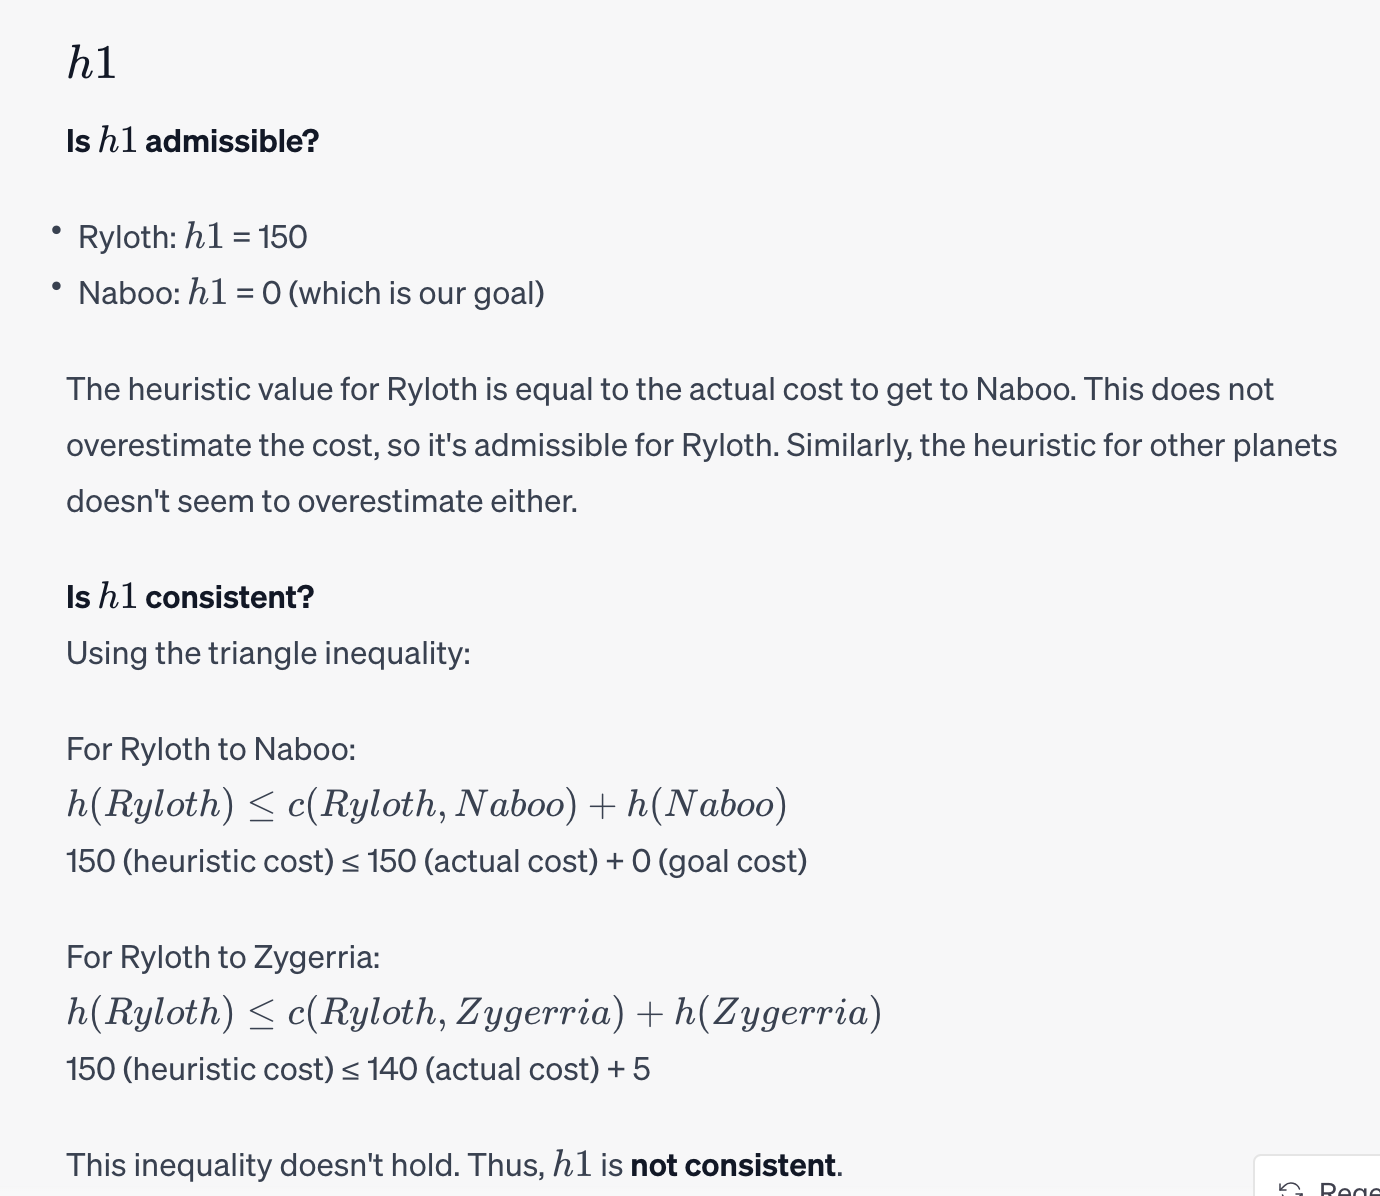 h1
Is h1 admissible?
• Ryloth: h1 = 150
• Naboo: h1 = 0 (which is our goal)
The heuristic value for Ryloth is equal to the actual cost to get to Naboo. This does not
overestimate the cost, so it's admissible for Ryloth. Similarly, the heuristic for other planets
doesn't seem to overestimate either.
Is h1 consistent?
Using the triangle inequality:
For Ryloth to Naboo:
h(Ryloth) ≤ c(Ryloth, Naboo) + h(Naboo)
150 (heuristic cost) ≤ 150 (actual cost) + 0 (goal cost)
For Ryloth to Zygerria:
h(Ryloth) ≤ c(Ryloth, Zygerria) + h(Zygerria)
150 (heuristic cost) ≤ 140 (actual cost) + 5
This inequality doesn't hold. Thus, h1 is not consistent.